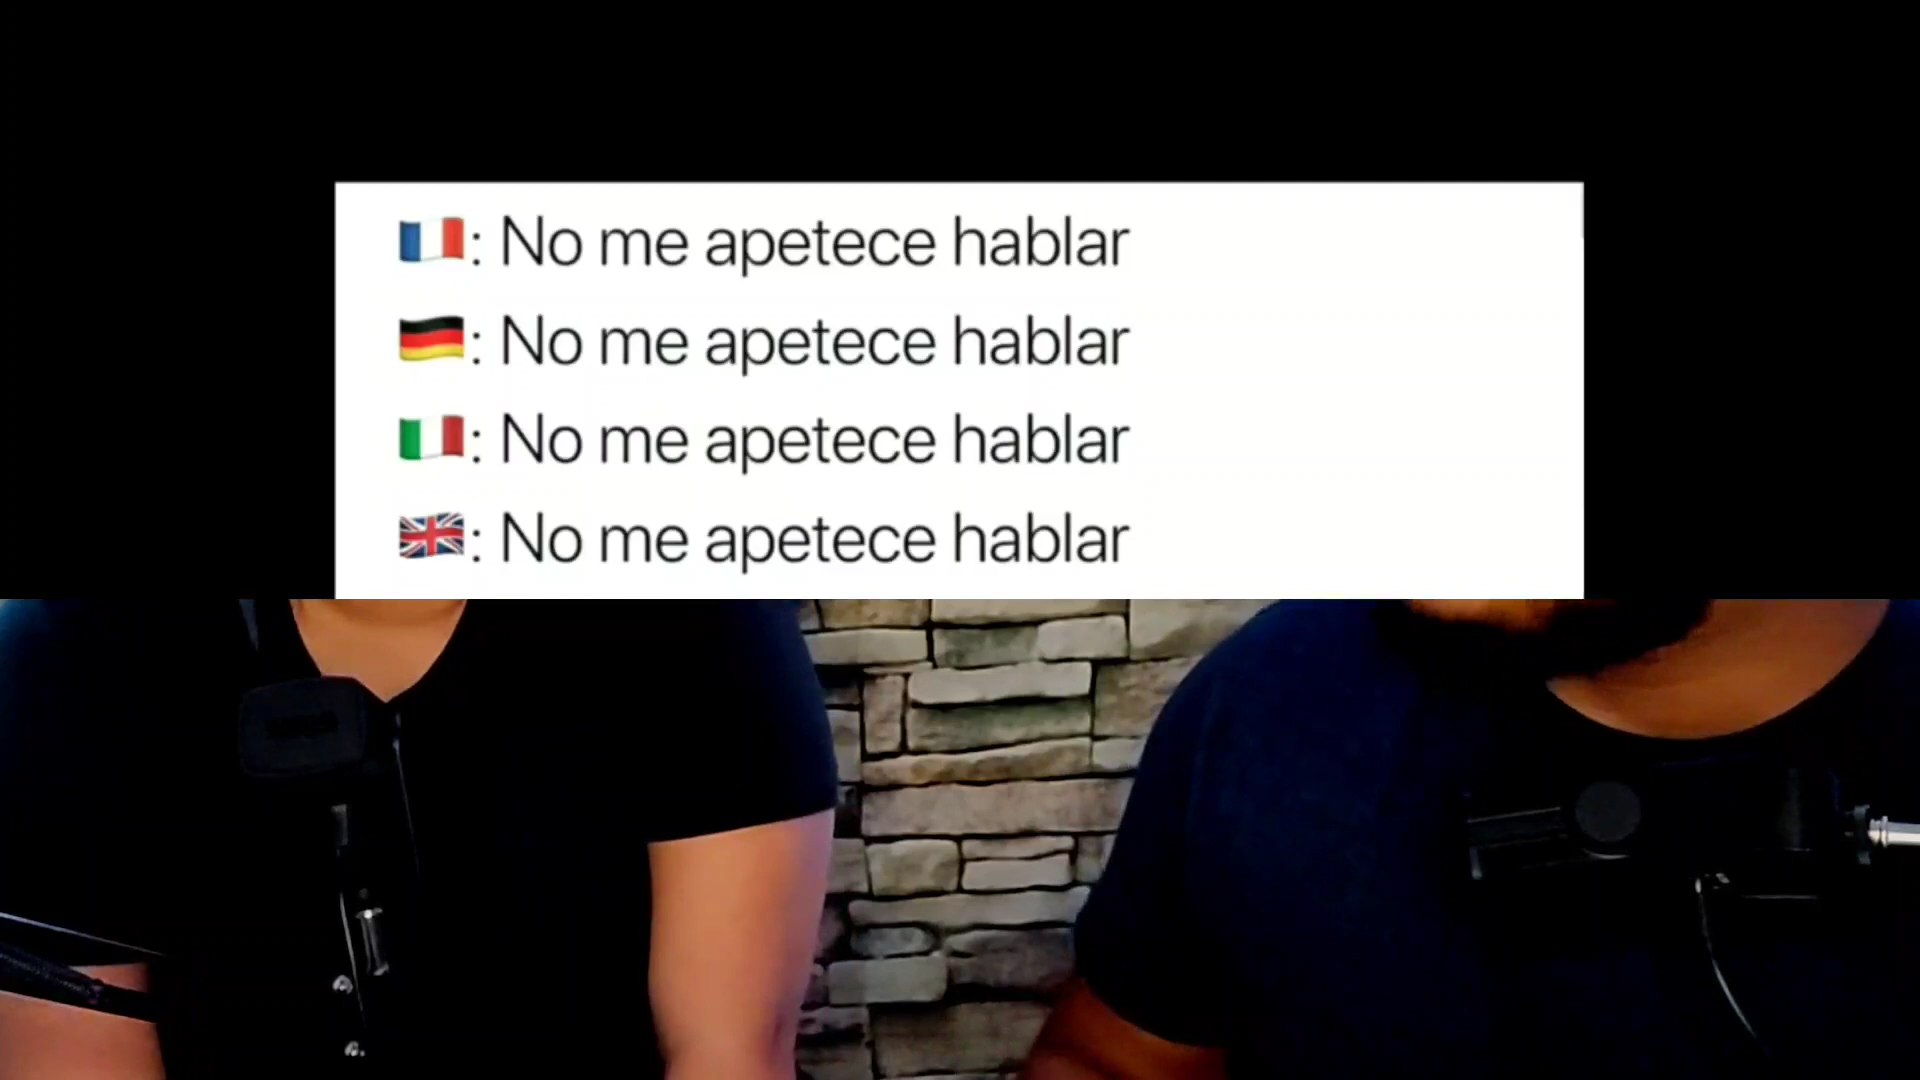 🇫🇷: No me apetece hablar
🇩🇪: No me apetece hablar
🇮🇹: No me apetece hablar
🇬🇧: No me apetece hablar